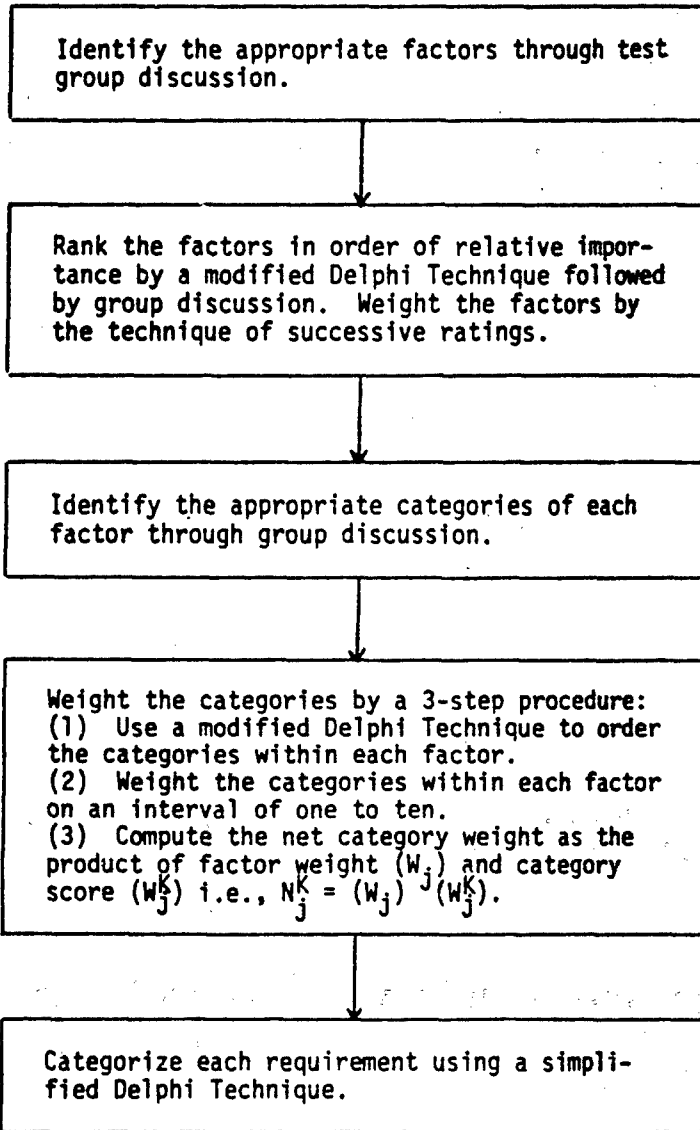 Identify the appropriate factors through test
group discussion.
Rank the factors in order of relative impor-
tance by a modified Delphi Technique followed
by group discussion.  Weight the factors by
the technique of successive ratings.
Identify the appropriate categories of each
factor through group discussion.
Weight the categories by a 3-step procedure:
(1)  Use a modified Delphi Technique to order
the categories within each factor.
(2)  Weight the categories within each factor
on an interval of one to ten.
(3)  Compute the net category weight as the
product of factor weight (W_j) and category
score (W_j^K) i.e., N_j^K = (W_j) (W_j^K).
Categorize each requirement using a simpli-
fied Delphi Technique.